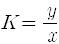 K = y/x